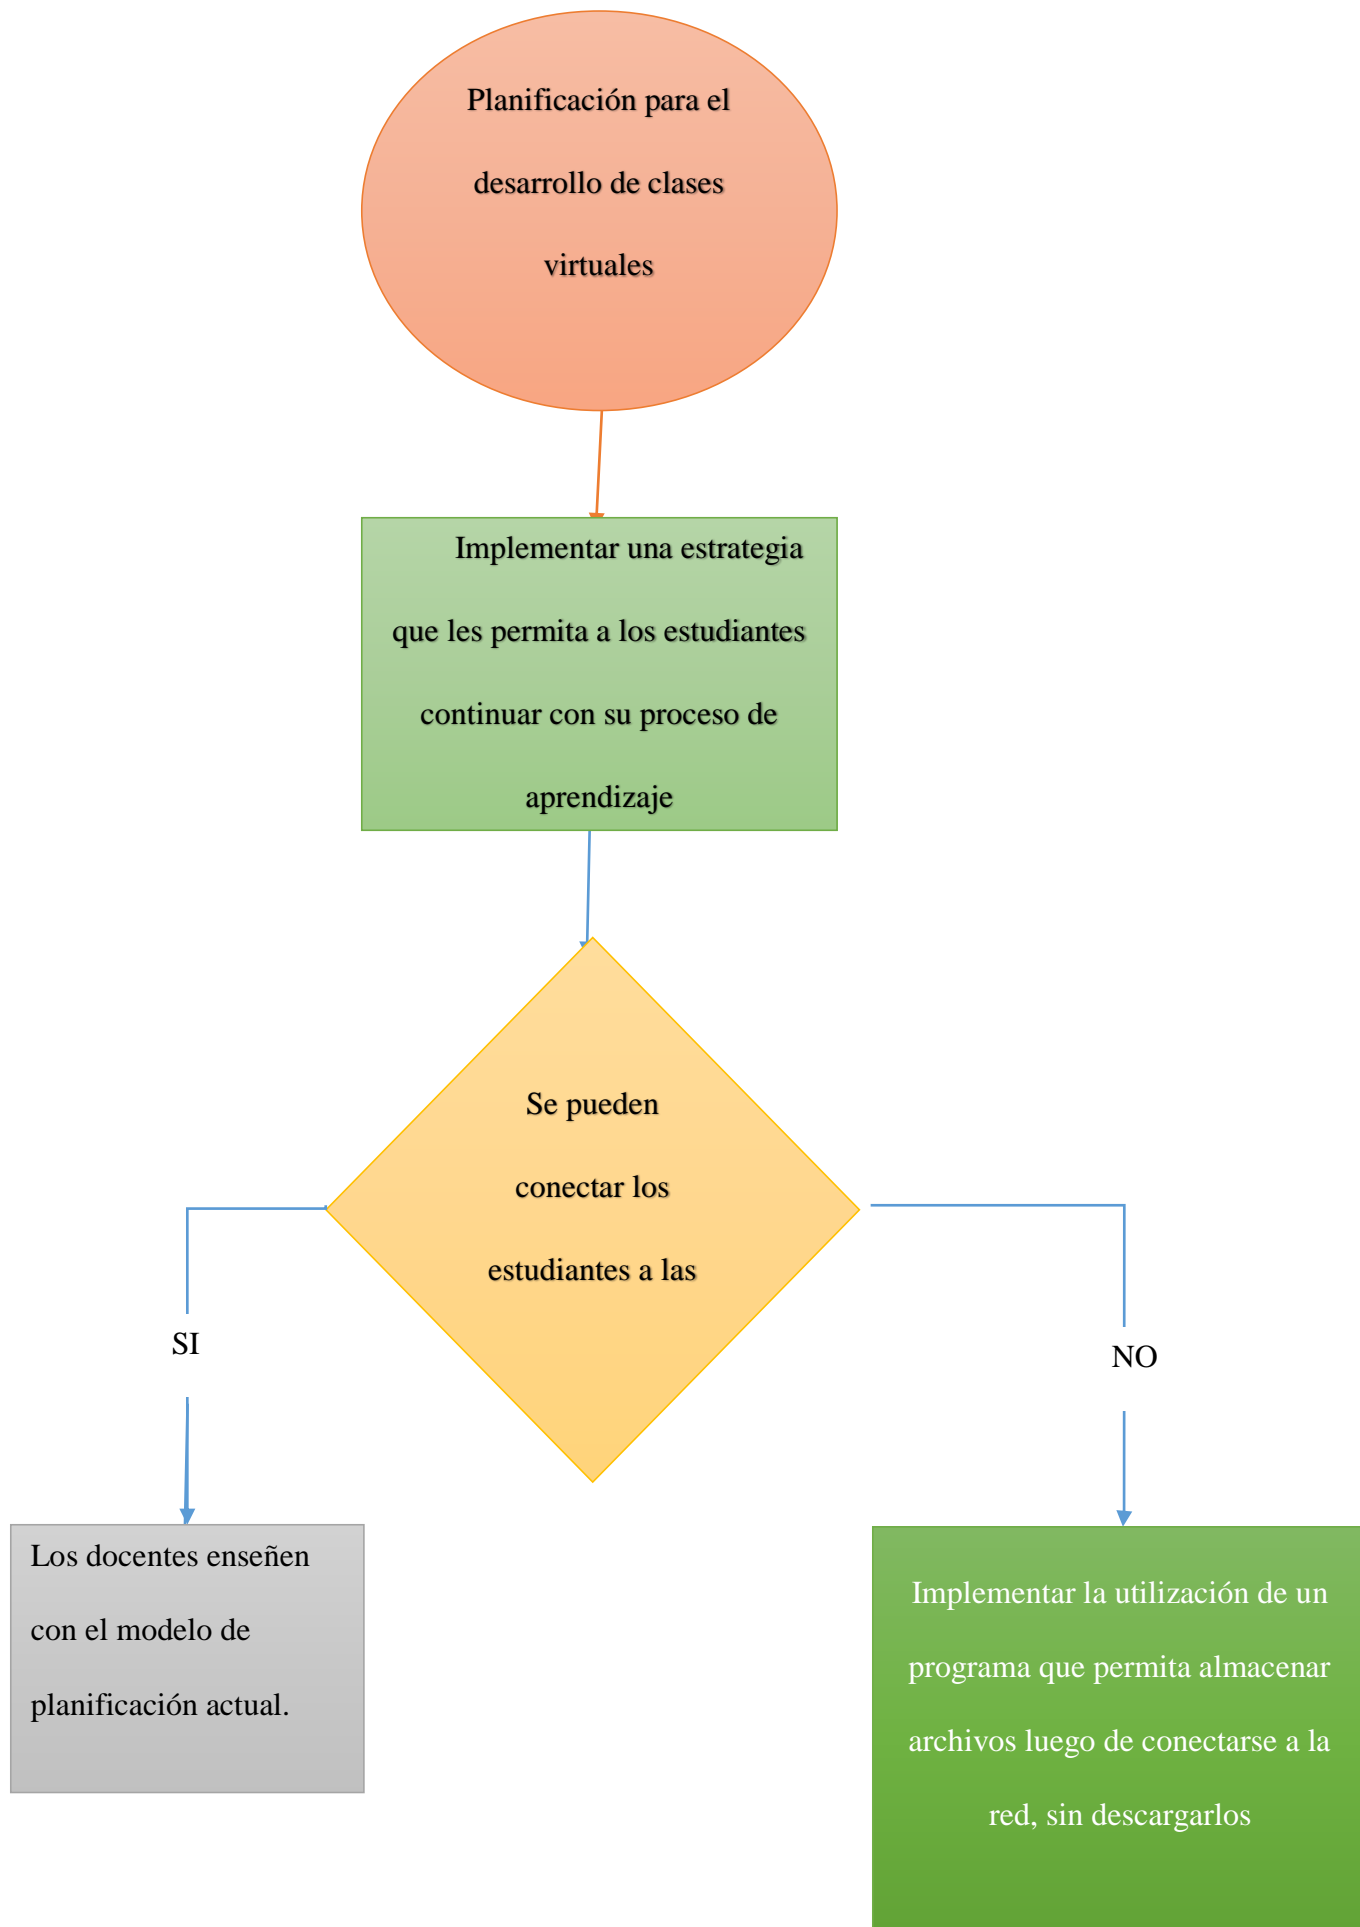 Planificación para el
desarrollo de clases
virtuales
Implementar una estrategia
que les permita a los estudiantes
continuar con su proceso de
aprendizaje
Se pueden
conectar los
estudiantes a las
SI
NO
Los docentes enseñen
con el modelo de
planificación actual.
Implementar la utilización de un
programa que permita almacenar
archivos luego de conectarse a la
red, sin descargarlos